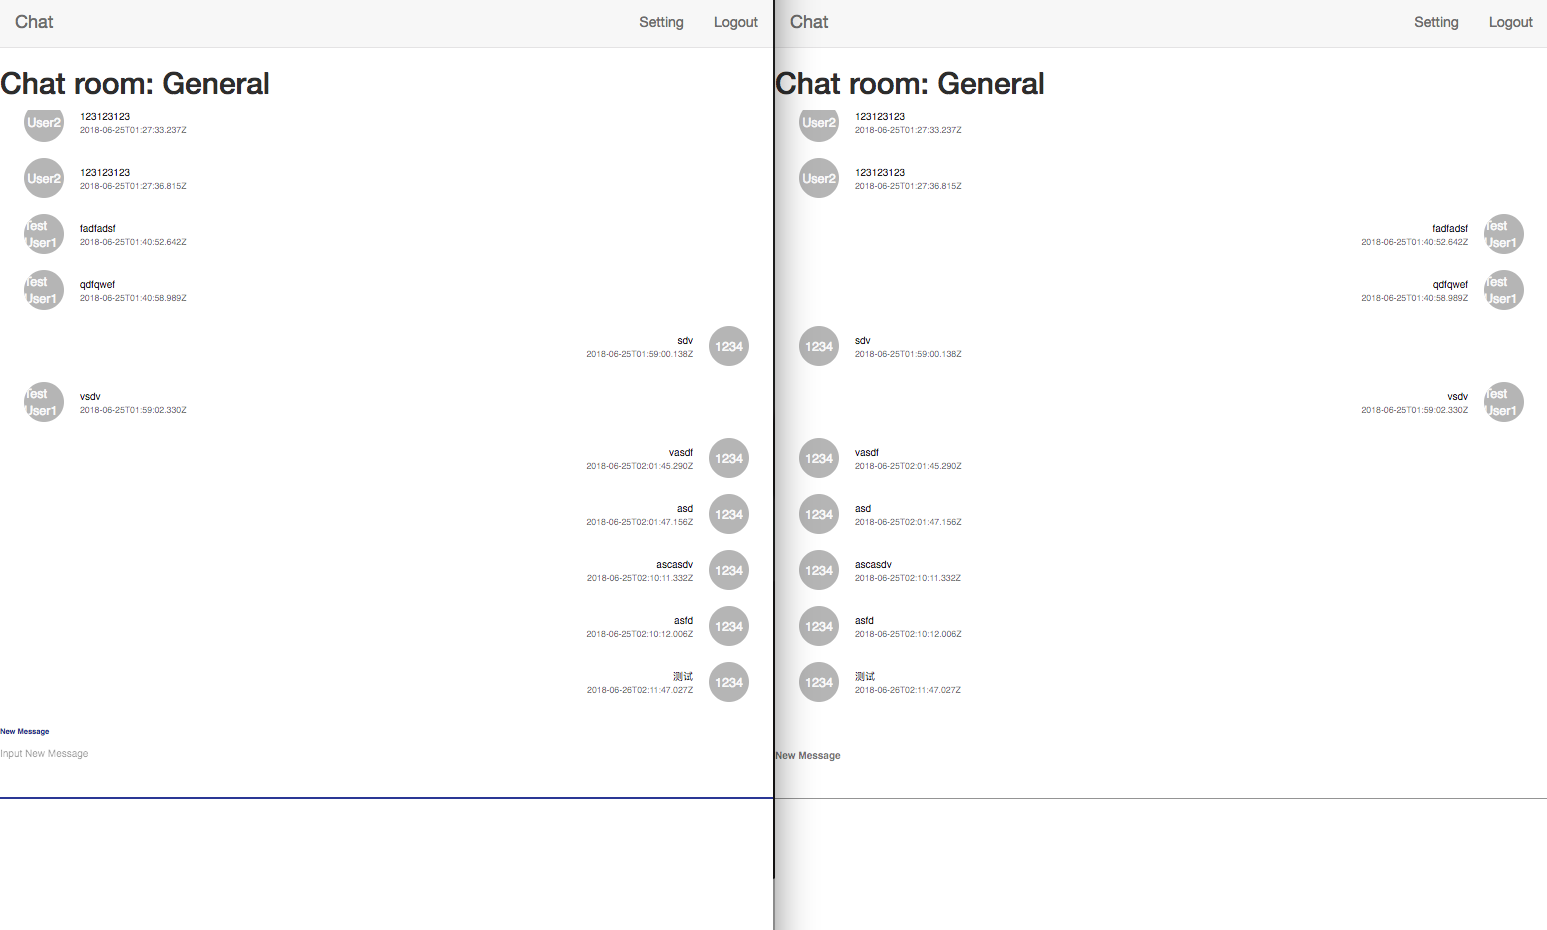 Chat
Setting
Logout
Chat room: General
User2
123123123
2018-06-25T01:27:33.237Z
User2
123123123
2018-06-25T01:27:36.815Z
Test
User1
fadfadsf
2018-06-25T01:40:52.642Z
Test
User1
qdfqwef
2018-06-25T01:40:58.989Z
sdv
2018-06-25T01:59:00.138Z
1234
Test
User1
vsdv
2018-06-25T01:59:02.330Z
vasdf
2018-06-25T02:01:45.290Z
1234
asd
2018-06-25T02:01:47.156Z
1234
ascasdv
2018-06-25T02:10:11.332Z
1234
asfd
2018-06-25T02:10:12.006Z
1234
测试
2018-06-26T02:11:47.027Z
1234
New Message
Input New Message
Chat
Setting
Logout
Chat room: General
User2
123123123
2018-06-25T01:27:33.237Z
User2
123123123
2018-06-25T01:27:36.815Z
fadfadsf
2018-06-25T01:40:52.642Z
Test
User1
qdfqwef
2018-06-25T01:40:58.989Z
Test
User1
1234
sdv
2018-06-25T01:59:00.138Z
vsdv
2018-06-25T01:59:02.330Z
Test
User1
1234
vasdf
2018-06-25T02:01:45.290Z
1234
asd
2018-06-25T02:01:47.156Z
1234
ascasdv
2018-06-25T02:10:11.332Z
1234
asfd
2018-06-25T02:10:12.006Z
1234
测试
2018-06-26T02:11:47.027Z
New Message